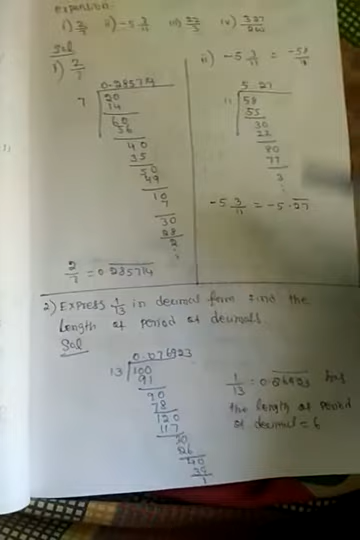 expantion.
i) 2/7 ii) -5 3/11 iii) 22/3 iv) 327/200
Sol
i) 2/7
0.285714
7 20
14
60
56
40
35
50
49
10
7
30
28
2
2/7 = 0.285714
ii) -5 3/11 = -58/11
5.27
11 58
55
30
22
80
77
3
-5 3/11 = -5.27
2) EXPRESS 1/13 in decimal form find the
Length of period of decimals.
Sol
0.076923
13 100
91
90
78
120
117
30
26
40
39
1
1/13 = 0.076923 has
the length of period
of decimal = 6